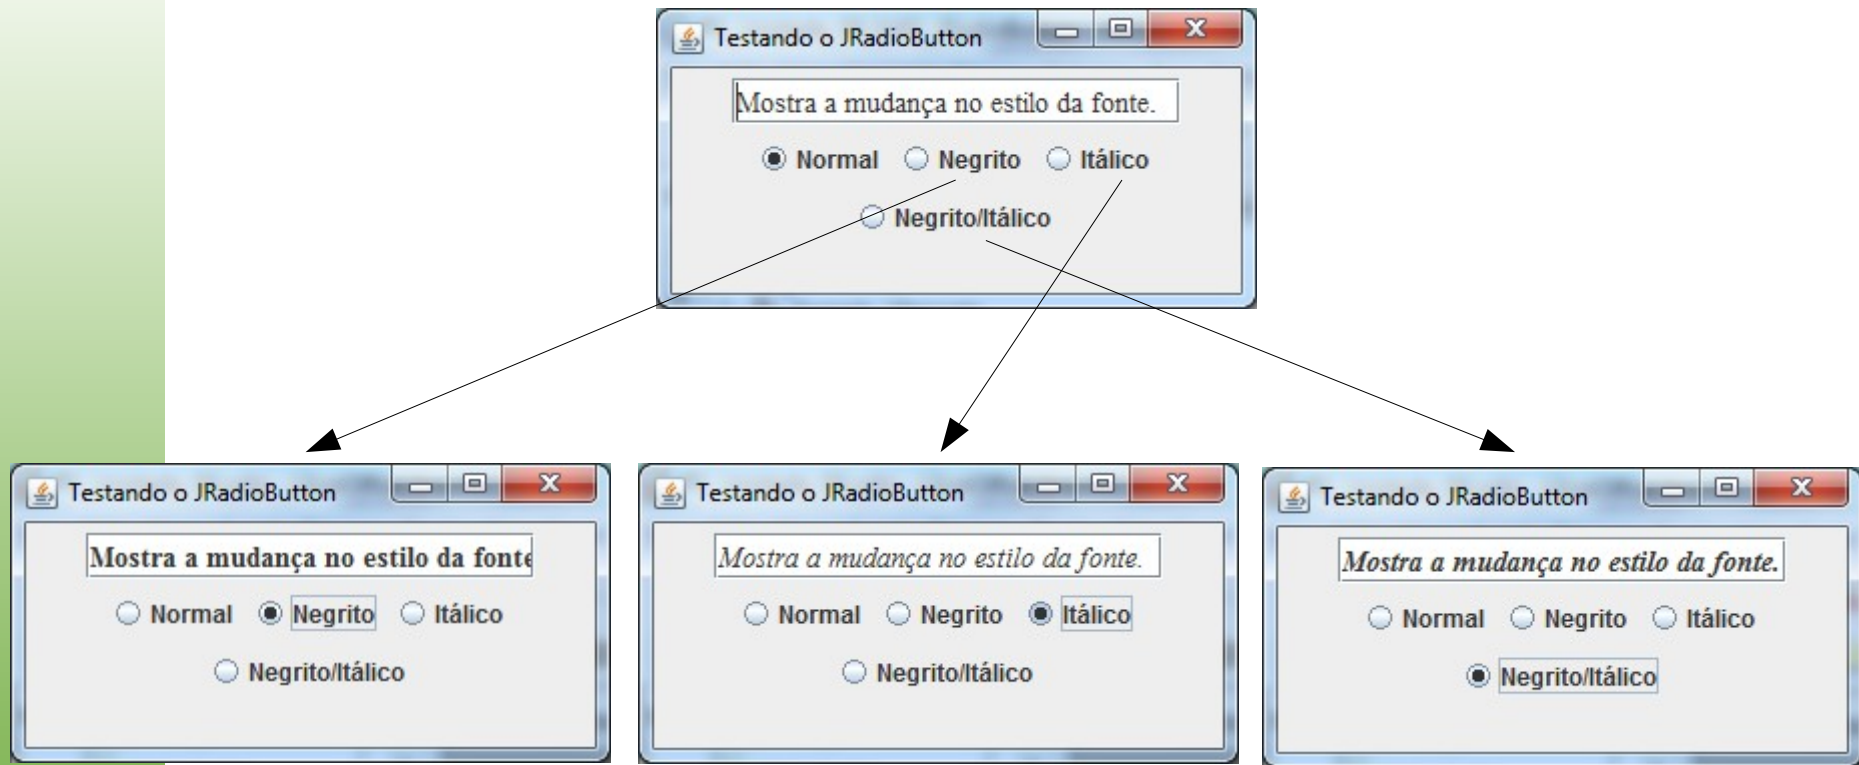 Testando o JRadioButton
Mostra a mudança no estilo da fonte.
Normal Negrito Itálico
Negrito/Itálico
Testando o JRadioButton
Mostra a mudança no estilo da fonte
Normal Negrito Itálico
Negrito/Itálico
Testando o JRadioButton
Mostra a mudança no estilo da fonte.
Normal Negrito Itálico
Negrito/Itálico
Testando o JRadioButton
Mostra a mudança no estilo da fonte.
Normal Negrito Itálico
Negrito/Itálico